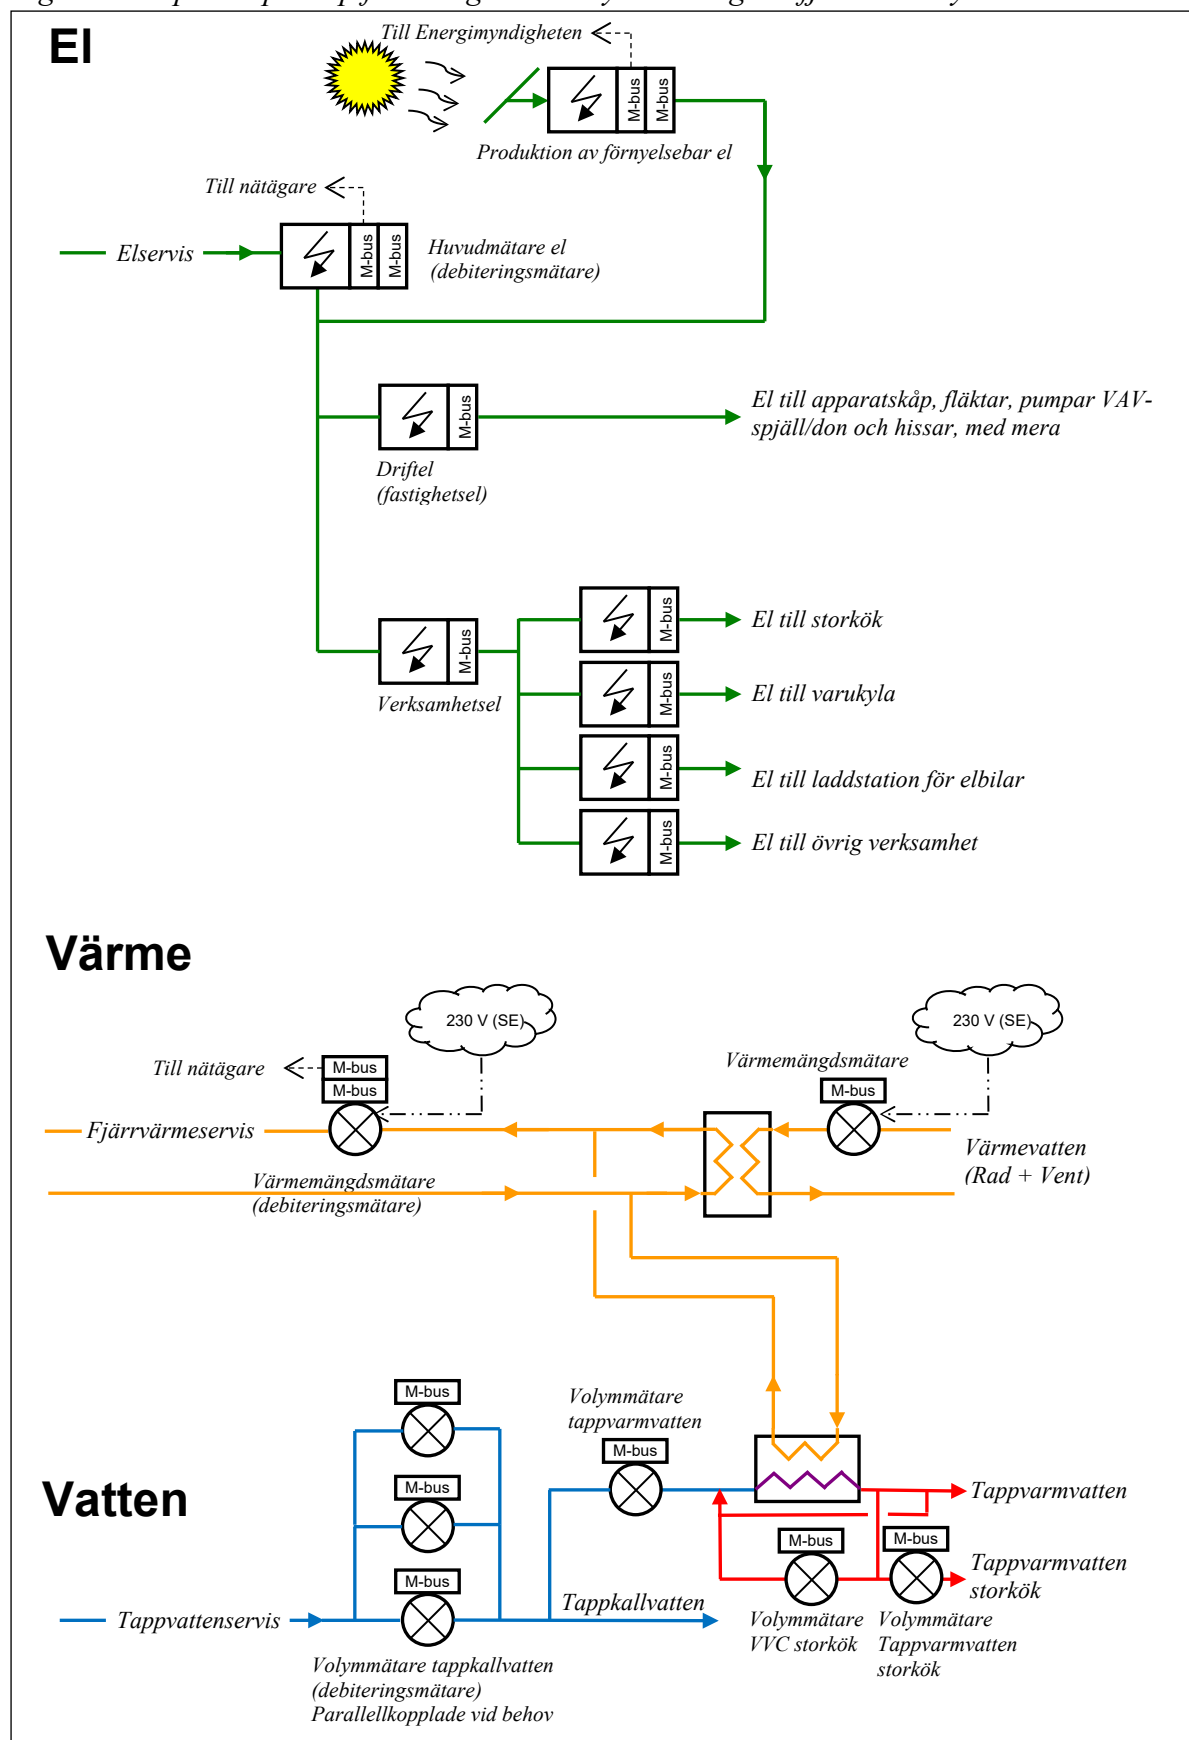 El
Till Energimyndigheten
M-bus
M-bus
Produktion av förnyelsebar el
Till nätägare
Elservis
M-bus
M-bus
Huvudmätare el
(debiteringsmätare)
M-bus
El till apparatskåp, fläktar, pumpar VAV-
spjäll/don och hissar, med mera
Driftel
(fastighetsel)
M-bus
El till storkök
M-bus
Verksamhetsel
M-bus
El till varukyla
M-bus
El till laddstation för elbilar
M-bus
El till övrig verksamhet
Värme
230 V (SE)
230 V (SE)
Till nätägare
M-bus
M-bus
Värmemängdsmätare
M-bus
Fjärrvärmeservis
Värmevatten
(Rad + Vent)
Värmemängdsmätare
(debiteringsmätare)
M-bus
Volymmätare
tappvarmvatten
M-bus
Vatten
M-bus
Tappvarmvatten
M-bus
M-bus
Tappvarmvatten
storkök
M-bus
Tappvattenservis
Tappkallvatten
Volymmätare
VVC storkök
Volymmätare
Tappvarmvatten
storkök
Volymmätare tappkallvatten
(debiteringsmätare)
Parallellkopplade vid behov